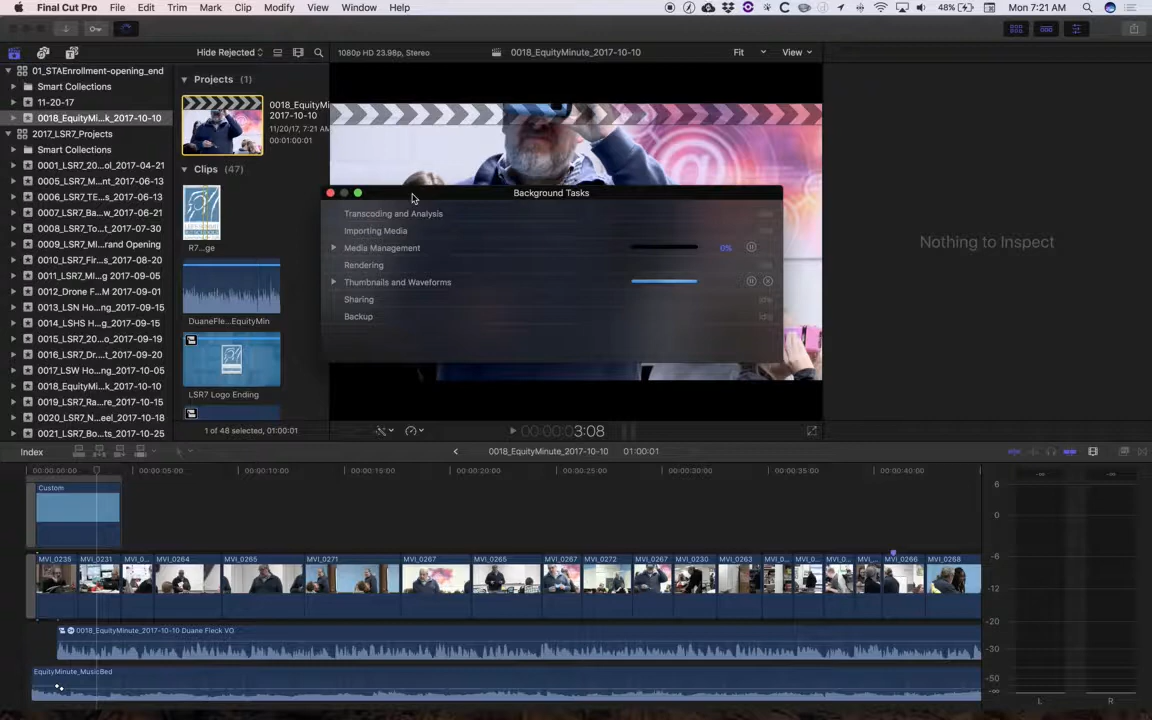 Final Cut Pro File Edit Trim Mark Clip Modify View Window Help
48% Mon 7:21 AM
Hide Rejected
1080p HD 23.98p, Stereo
0018_EquityMinute_2017-10-10
Fit View
01_STAEnrollment-opening_end
Smart Collections
11-20-17
0018_EquityMi...k_2017-10-10
2017_LSR7_Projects
Smart Collections
0001_LSR7_20...ol_2017-04-21
0005_LSR7_M...nt_2017-06-13
0006_LSR7_TE...s_2017-06-13
0007_LSR7_Ba...w_2017-06-21
0008_LSR7_To...t_2017-07-30
0009_LSR7_MI...rand Opening
0010_LSR7_Fir...s_2017-08-20
0011_LSR7_MI...g 2017-09-05
0012_Drone F...M 2017-09-01
0013_LSN Ho...ng_2017-09-15
0014_LSHS H...g_2017-09-15
0015_LSR7_20...o_2017-09-19
0016_LSR7_Dr...t_2017-09-20
0017_LSW Ho...ng_2017-10-05
0018_EquityMi...k_2017-10-10
0019_LSR7_Ra...re_2017-10-15
0020_LSR7_N...eel_2017-10-18
0021_LSR7_Bo...ts_2017-10-25
Projects (1)
0018_EquityMi
2017-10-10
11/20/17, 7:21 AM
00:01:00:01
Clips (47)
R7...ge
DuaneFle...EquityMin
LSR7 Logo Ending
1 of 48 selected, 01:00:01
Background Tasks
Transcoding and Analysis
Importing Media
Media Management 0%
Rendering
Thumbnails and Waveforms
Sharing idle
Backup idle
Nothing to Inspect
00:00:03:08
Index
0018_EquityMinute_2017-10-10 01:00:01
00:00:00:00 00:00:05:00 00:00:10:00 00:00:15:00 00:00:20:00 00:00:25:00 00:00:30:00 00:00:35:00 00:00:40:00
Custom
MVI_0235 MVI_0231 MVI_0... MVI_0264 MVI_0265 MVI_0271 MVI_0267 MVI_0265 MVI_0267 MVI_0272 MVI_0267 MVI_0230 MVI_0263 MVI_0... MVI_0... MVI_0... MVI_... MVI_0266 MVI_0268
0018_EquityMinute_2017-10-10 Duane Fleck VO
EquityMinute_MusicBed
6
0
-6
-12
-20
-30
-50
-∞
L R